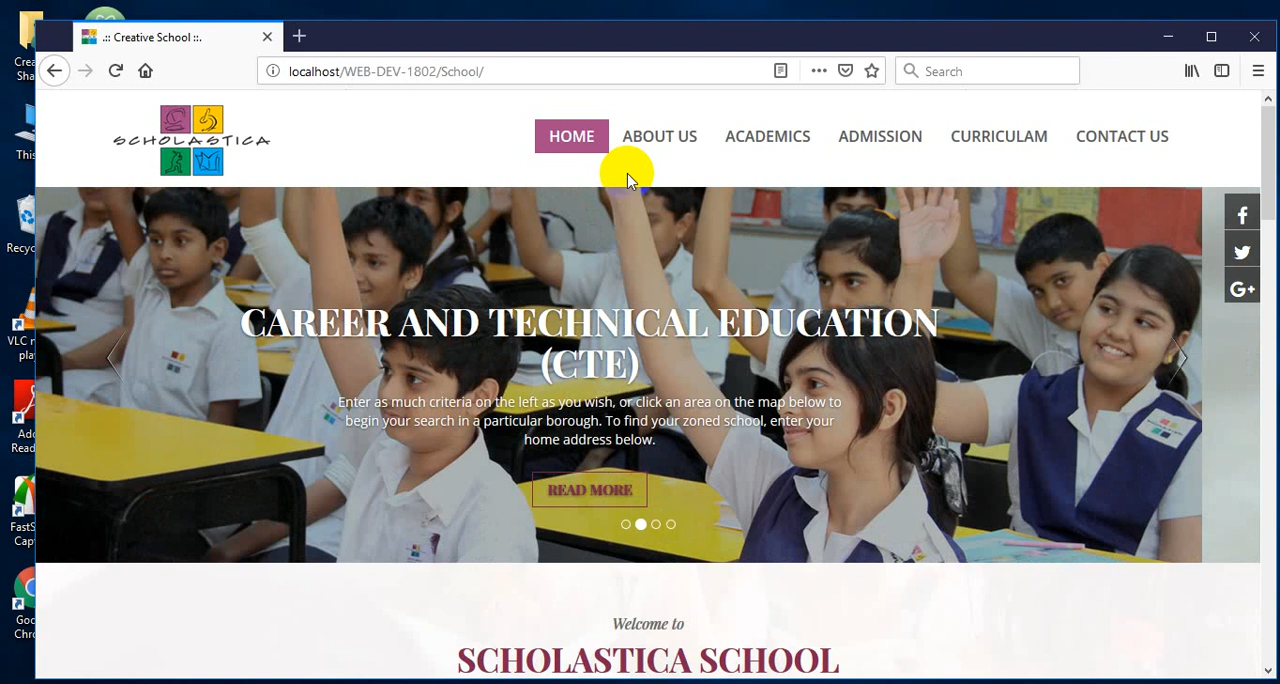 .:: Creative School ::.
localhost/WEB-DEV-1802/School/
Search
SCHOLASTICA
HOME
ABOUT US
ACADEMICS
ADMISSION
CURRICULAM
CONTACT US
G+
CAREER AND TECHNICAL EDUCATION
(CTE)
Enter as much criteria on the left as you wish, or click an area on the map below to
begin your search in a particular borough. To find your zoned school, enter your
home address below.
READ MORE
Welcome to
SCHOLASTICA SCHOOL
Crea
Sha
This
Recyc
VLC m
play
Ado
Read
FastS
Cap
Goo
Chro